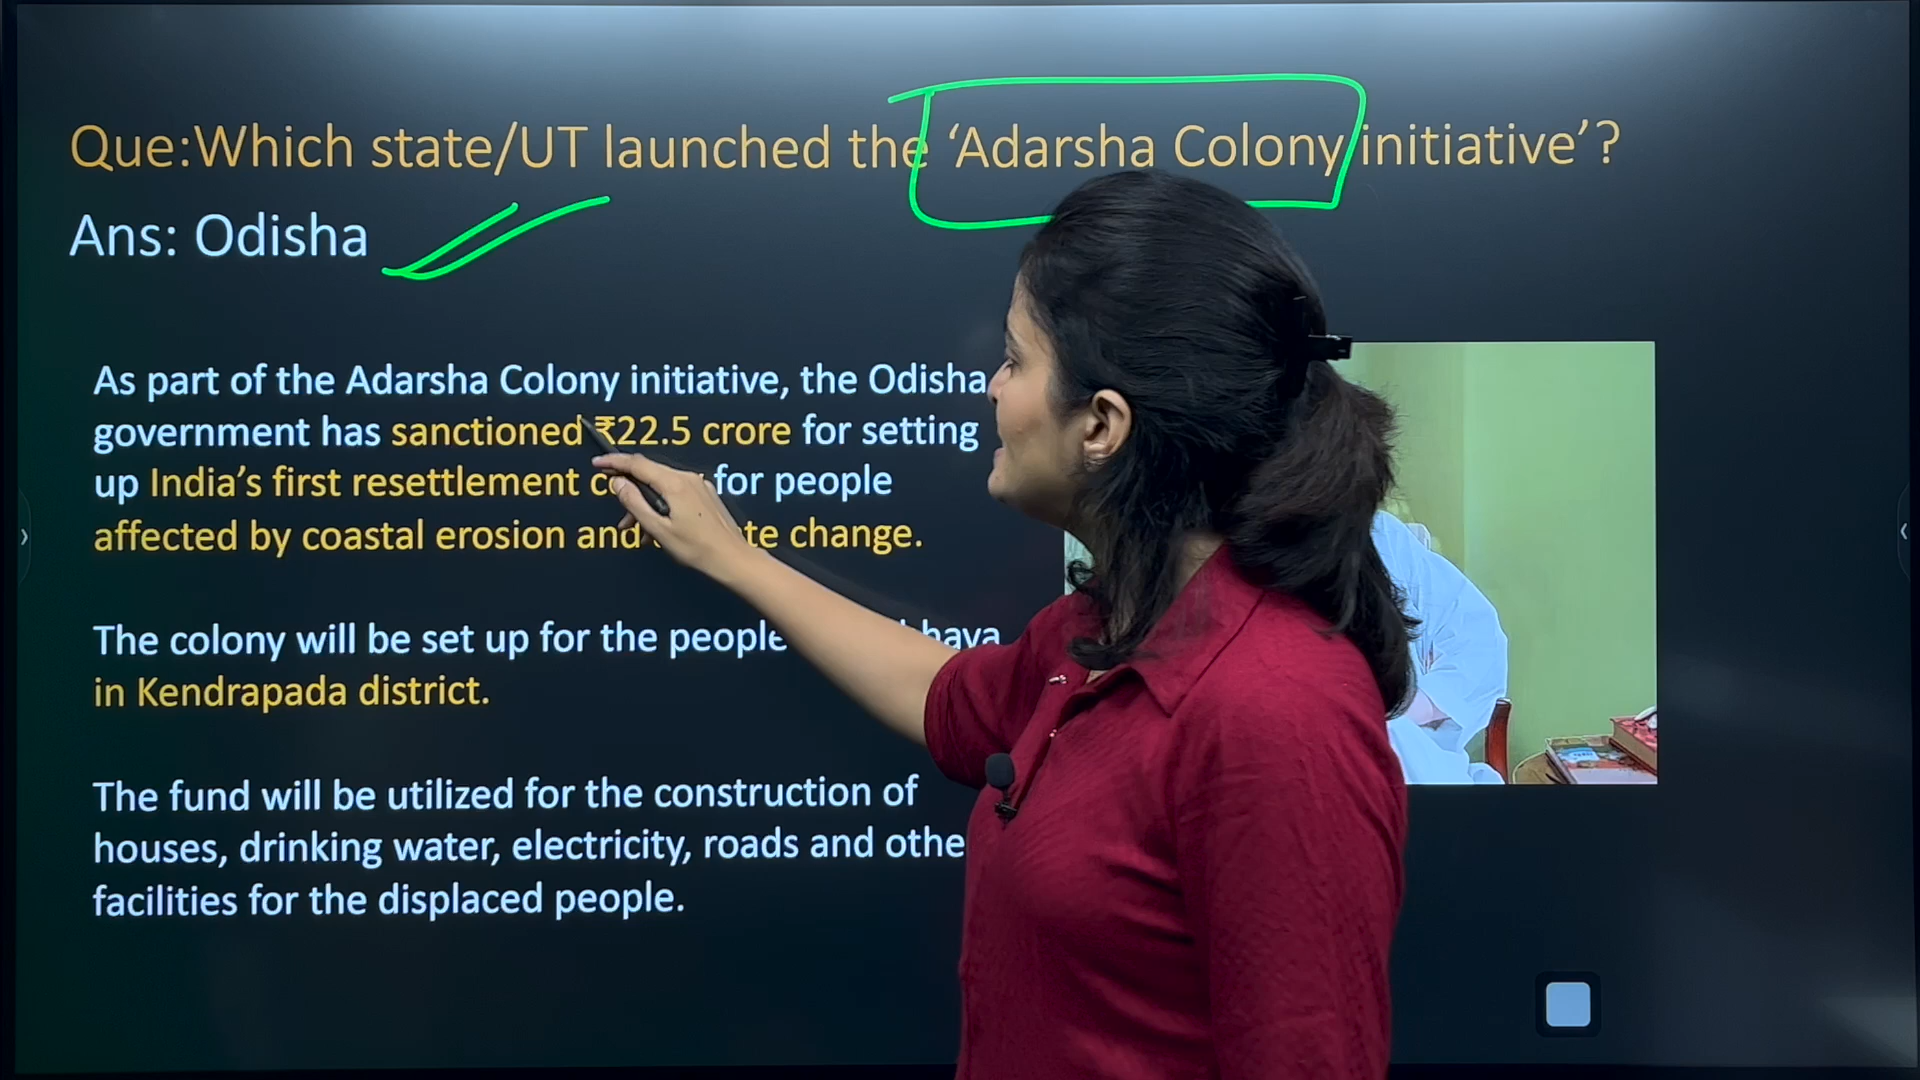 Que:Which state/UT launched the ‘Adarsha Colony initiative’?
Ans: Odisha
As part of the Adarsha Colony initiative, the Odisha
government has sanctioned ₹22.5 crore for setting
up India’s first resettlement for people
affected by coastal erosion and change.
The colony will be set up for the people
in Kendrapada district.
The fund will be utilized for the construction of
houses, drinking water, electricity, roads and othe
facilities for the displaced people.